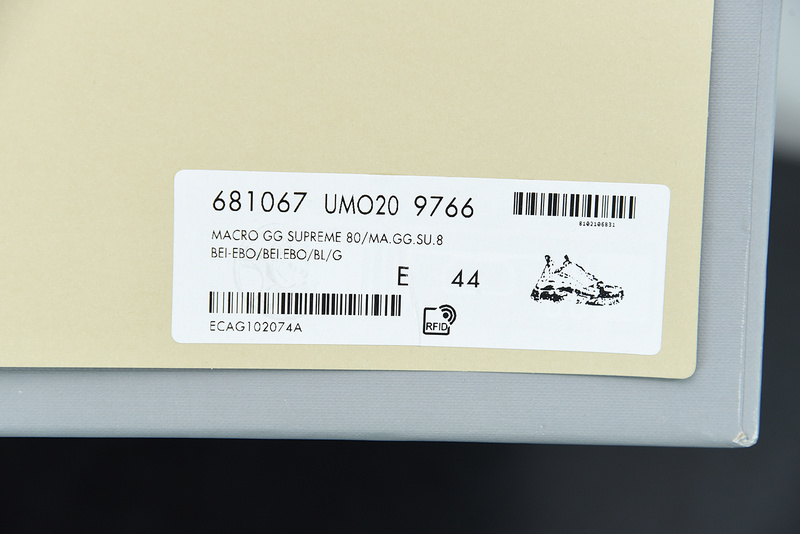 681067 UMO20 9766
8102106831
MACRO GG SUPREME 80/MA.GG.SU.8
BEI-EBO/BEI.EBO/BL/G
E 44
RFID
ECAG102074A